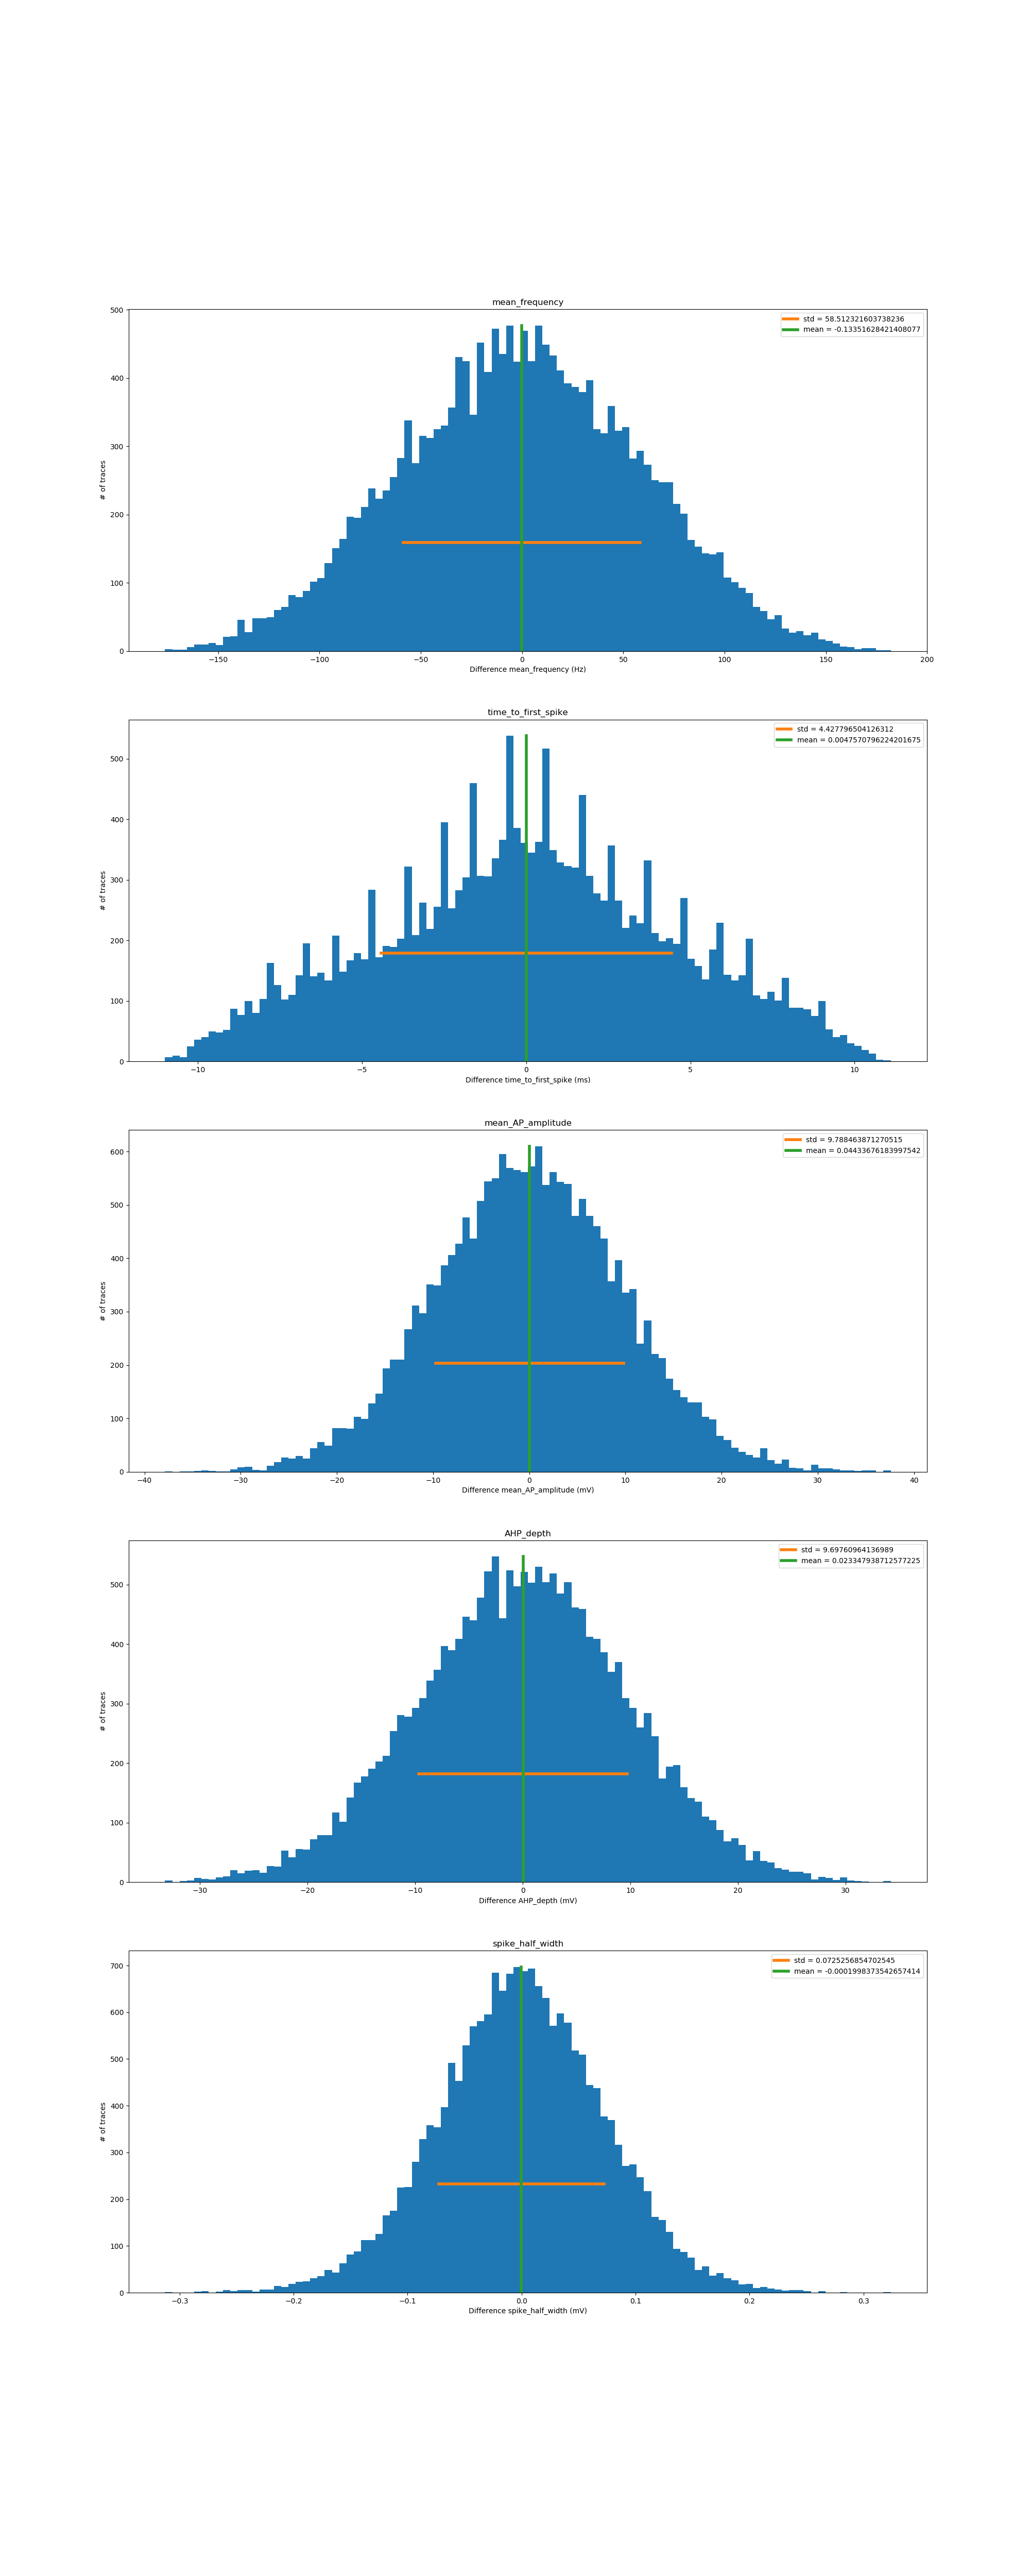 mean_frequency
500
400
300
200
100
0
# of traces
std = 58.512321603738236
mean = -0.13351628421408077
−150 −100 −50 0 50 100 150 200
Difference mean_frequency (Hz)
time_to_first_spike
500
400
300
200
100
0
# of traces
std = 4.427796504126312
mean = 0.0047570796224201675
−10 −5 0 5 10
Difference time_to_first_spike (ms)
mean_AP_amplitude
600
500
400
300
200
100
0
# of traces
std = 9.788463871270515
mean = 0.04433676183997542
−40 −30 −20 −10 0 10 20 30 40
Difference mean_AP_amplitude (mV)
AHP_depth
500
400
300
200
100
0
# of traces
std = 9.69760964136989
mean = 0.023347938712577225
−30 −20 −10 0 10 20 30
Difference AHP_depth (mV)
spike_half_width
700
600
500
400
300
200
100
0
# of traces
std = 0.0725256854702545
mean = -0.0001998373542657414
−0.3 −0.2 −0.1 0.0 0.1 0.2 0.3
Difference spike_half_width (mV)